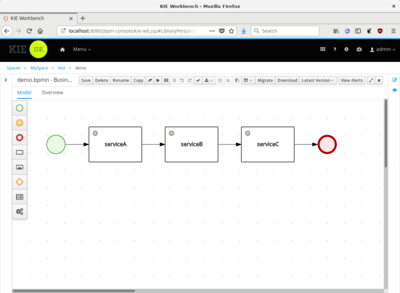 KIE Workbench - Mozilla Firefox
KIE Workbench
localhost:8080/jbpm-console/kie-wb.jsp#LibraryPerspe
Search
KIE IDE
Menu
admin
Spaces » MySpace » test » demo
demo.bpmn - Busin
Save Delete Rename Copy Migrate Download Latest Version View Alerts
Model Overview
serviceA
serviceB
serviceC